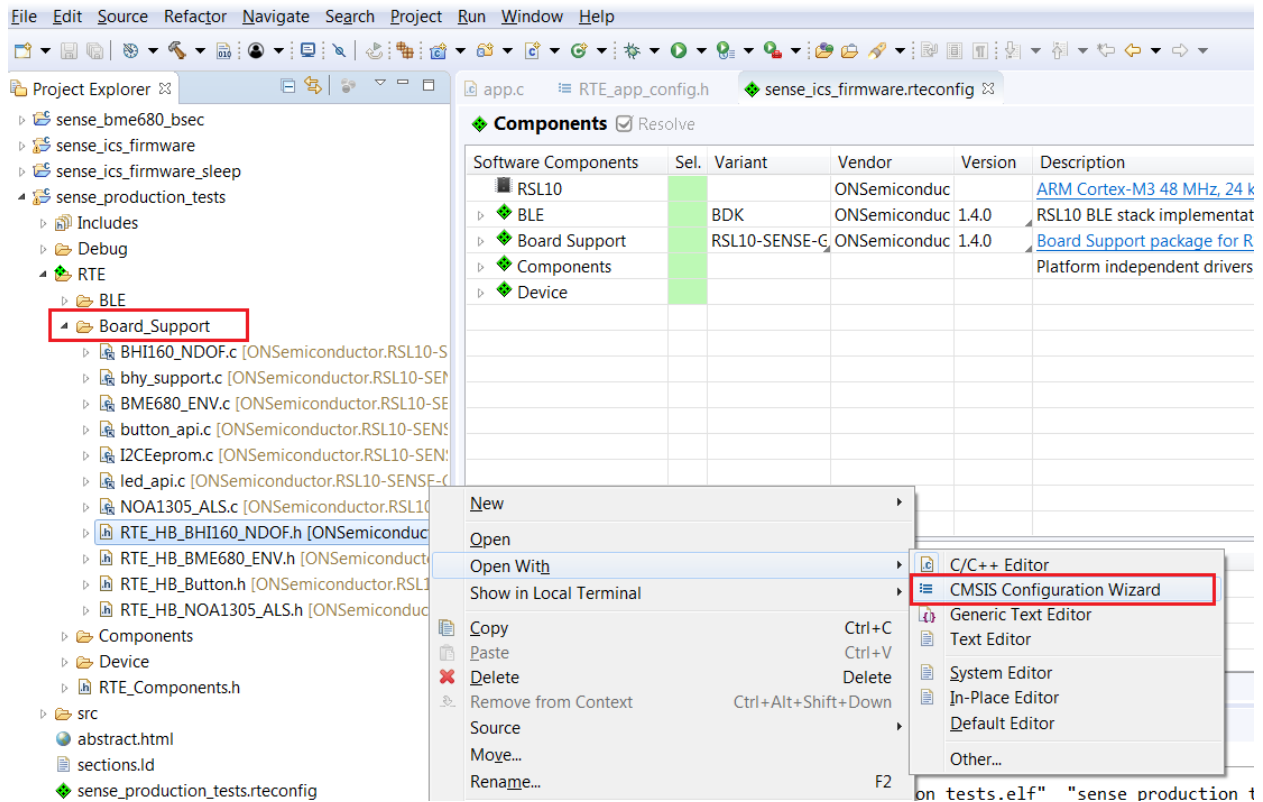 File Edit Source Refactor Navigate Search Project Run Window Help
Project Explorer
sense_bme680_bsec
sense_ics_firmware
sense_ics_firmware_sleep
sense_production_tests
Includes
Debug
RTE
BLE
Board_Support
BHI160_NDOF.c [ONSemiconductor.RSL10-S
bhy_support.c [ONSemiconductor.RSL10-SEN
BME680_ENV.c [ONSemiconductor.RSL10-SE
button_api.c [ONSemiconductor.RSL10-SENS
I2CEeprom.c [ONSemiconductor.RSL10-SEN
led_api.c [ONSemiconductor.RSL10-SENSE-G
NOA1305_ALS.c [ONSemiconductor.RSL10
RTE_HB_BHI160_NDOF.h [ONSemiconduc
RTE_HB_BME680_ENV.h [ONSemiconducto
RTE_HB_Button.h [ONSemiconductor.RSL1
RTE_HB_NOA1305_ALS.h [ONSemiconduc
Components
Device
RTE_Components.h
src
abstract.html
sections.ld
sense_production_tests.rteconfig
app.c RTE_app_config.h sense_ics_firmware.rteconfig
Components Resolve
Software Components Sel. Variant Vendor Version Description
RSL10 ONSemiconduc ARM Cortex-M3 48 MHz, 24 k
BLE BDK ONSemiconduc 1.4.0 RSL10 BLE stack implementat
Board Support RSL10-SENSE-G ONSemiconduc 1.4.0 Board Support package for R
Components Platform independent drivers
Device
New
Open
Open With
Show in Local Terminal
Copy Ctrl+C
Paste Ctrl+V
Delete Delete
Remove from Context Ctrl+Alt+Shift+Down
Source
Move...
Rename... F2
C/C++ Editor
CMSIS Configuration Wizard
Generic Text Editor
Text Editor
System Editor
In-Place Editor
Default Editor
Other...
on tests.elf" "sense production t